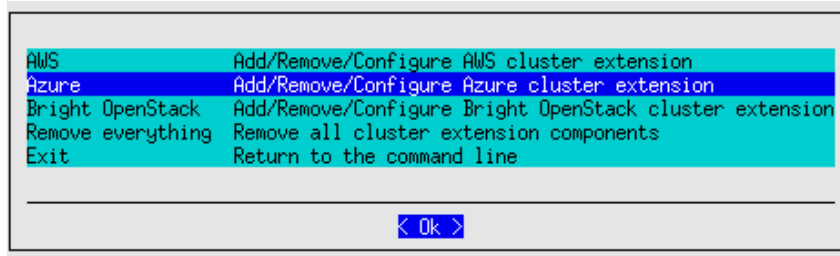 AWS Add/Remove/Configure AWS cluster extension
Azure Add/Remove/Configure Azure cluster extension
Bright OpenStack Add/Remove/Configure Bright OpenStack cluster extension
Remove everything Remove all cluster extension components
Exit Return to the command line
< Ok >